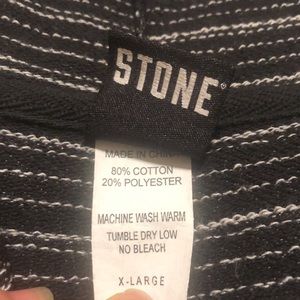 STONE®
MADE IN CHINA
80% COTTON
20% POLYESTER
MACHINE WASH WARM
TUMBLE DRY LOW
NO BLEACH
X-LARGE